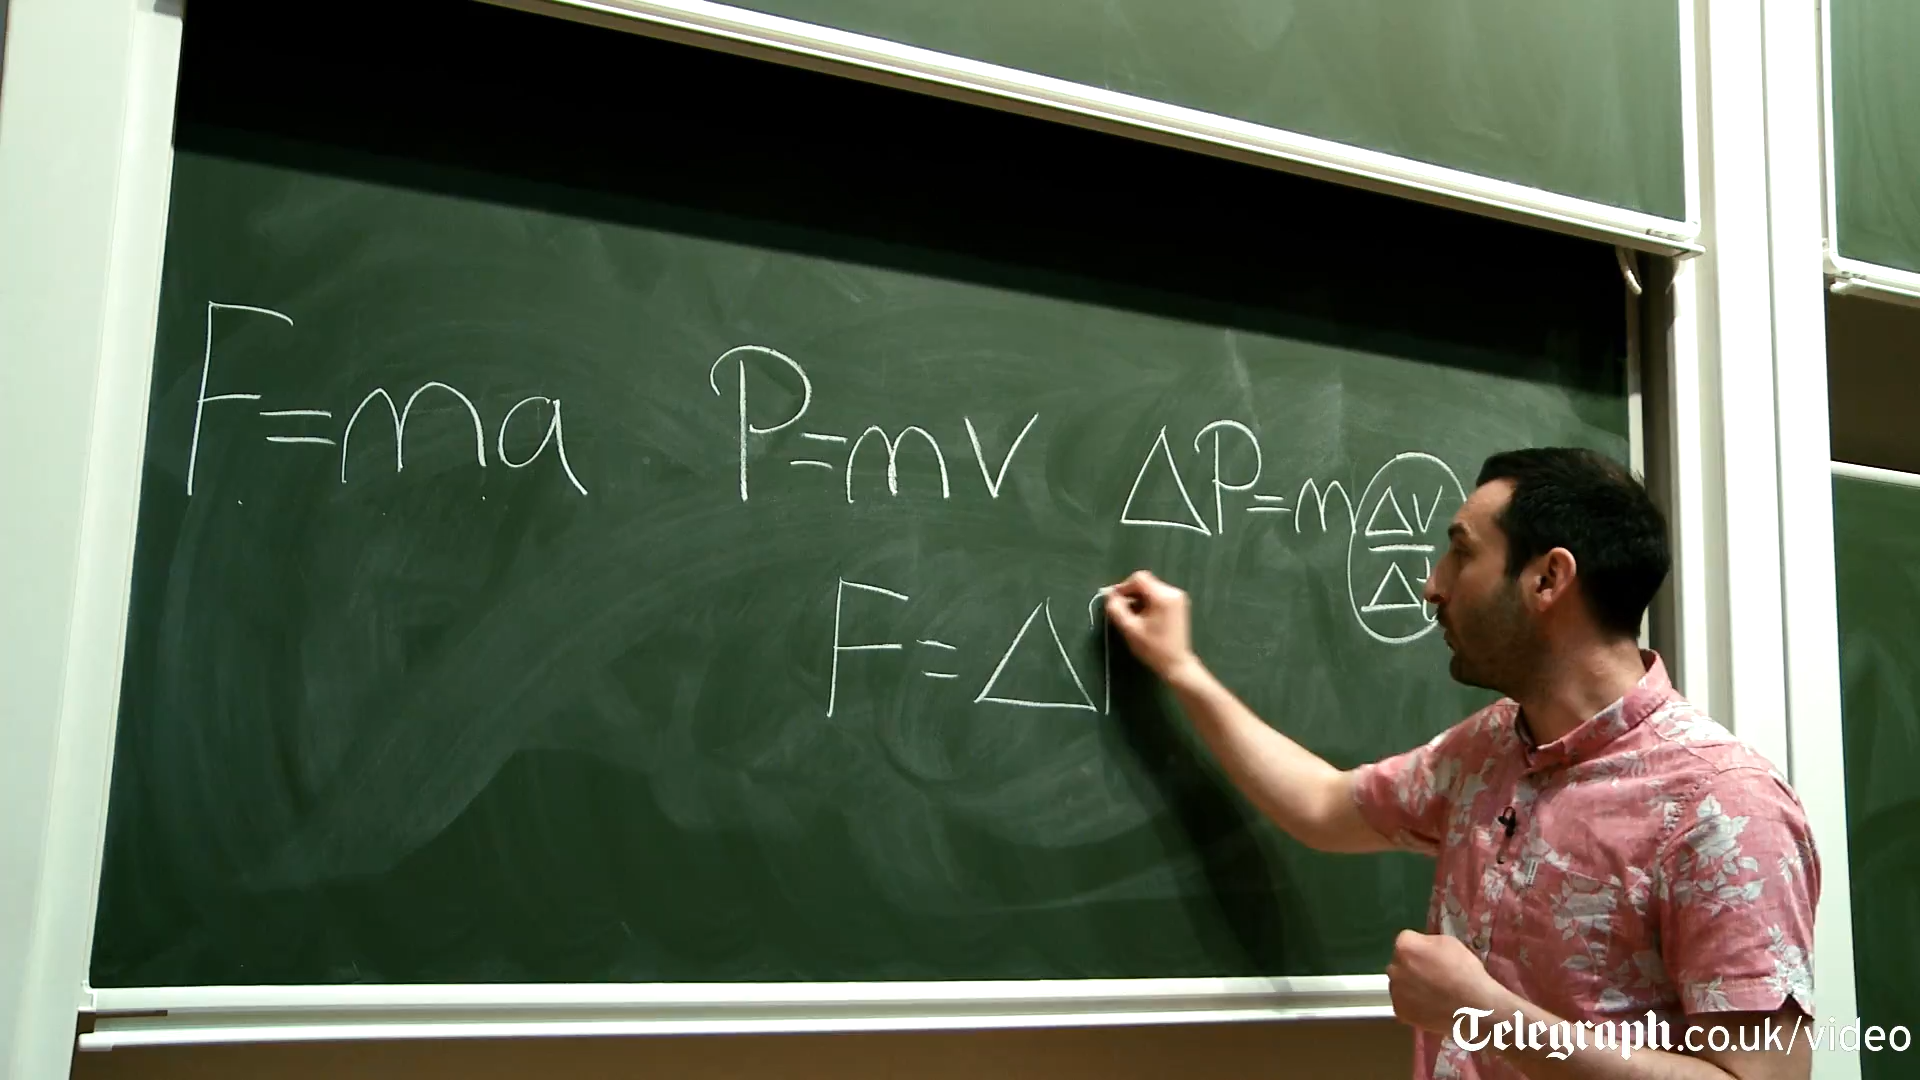 F=ma
P=mv
ΔP=m Δv/Δt
F=ΔP
Telegraph.co.uk/video